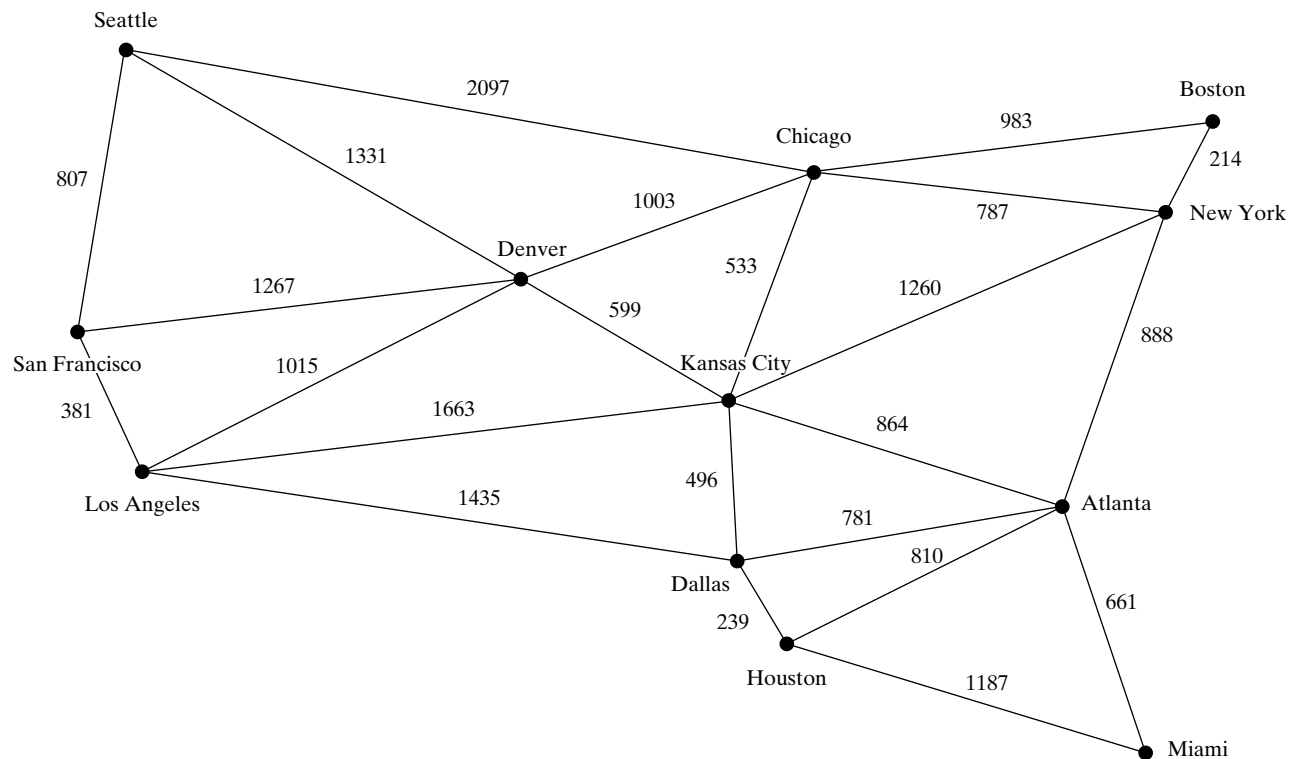 Seattle
2097
Boston
983
Chicago
1331
214
807
1003
787
New York
Denver
533
1267
1260
599
888
San Francisco
Kansas City
1015
381
1663
864
496
1435
Los Angeles
781
Atlanta
810
Dallas
239
661
Houston
1187
Miami